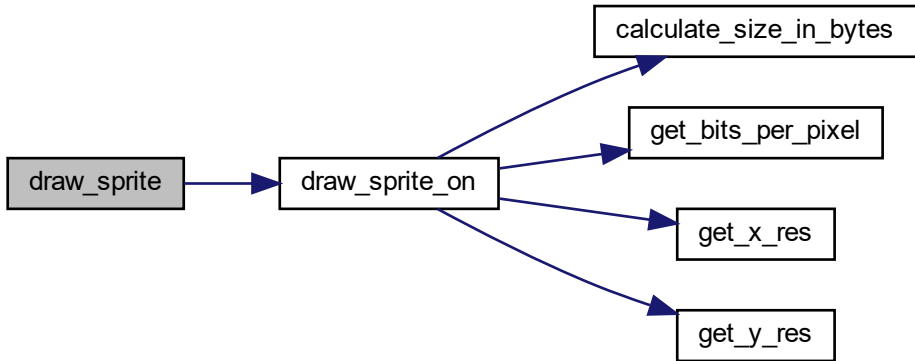 calculate_size_in_bytes
get_bits_per_pixel
draw_sprite
draw_sprite_on
get_x_res
get_y_res